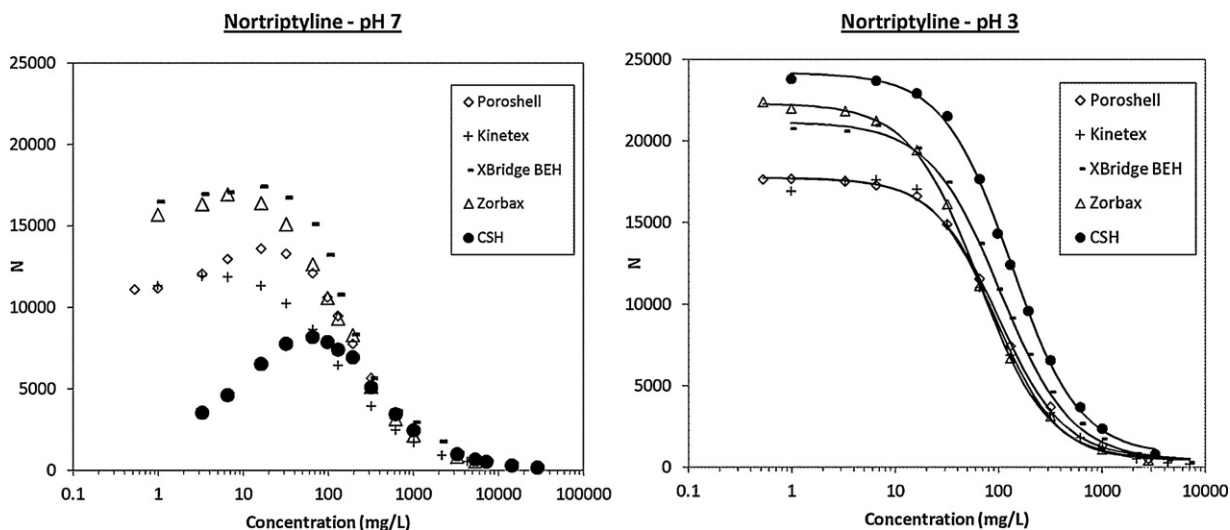 Nortriptyline - pH 7
25000
20000
15000
10000
5000
0
N
0.1
1
10
100
1000
10000
100000
Concentration (mg/L)
Poroshell
Kinetex
XBridge BEH
Zorbax
CSH
Nortriptyline - pH 3
25000
20000
15000
10000
5000
0
N
0.1
1
10
100
1000
10000
Concentration (mg/L)
Poroshell
Kinetex
XBridge BEH
Zorbax
CSH